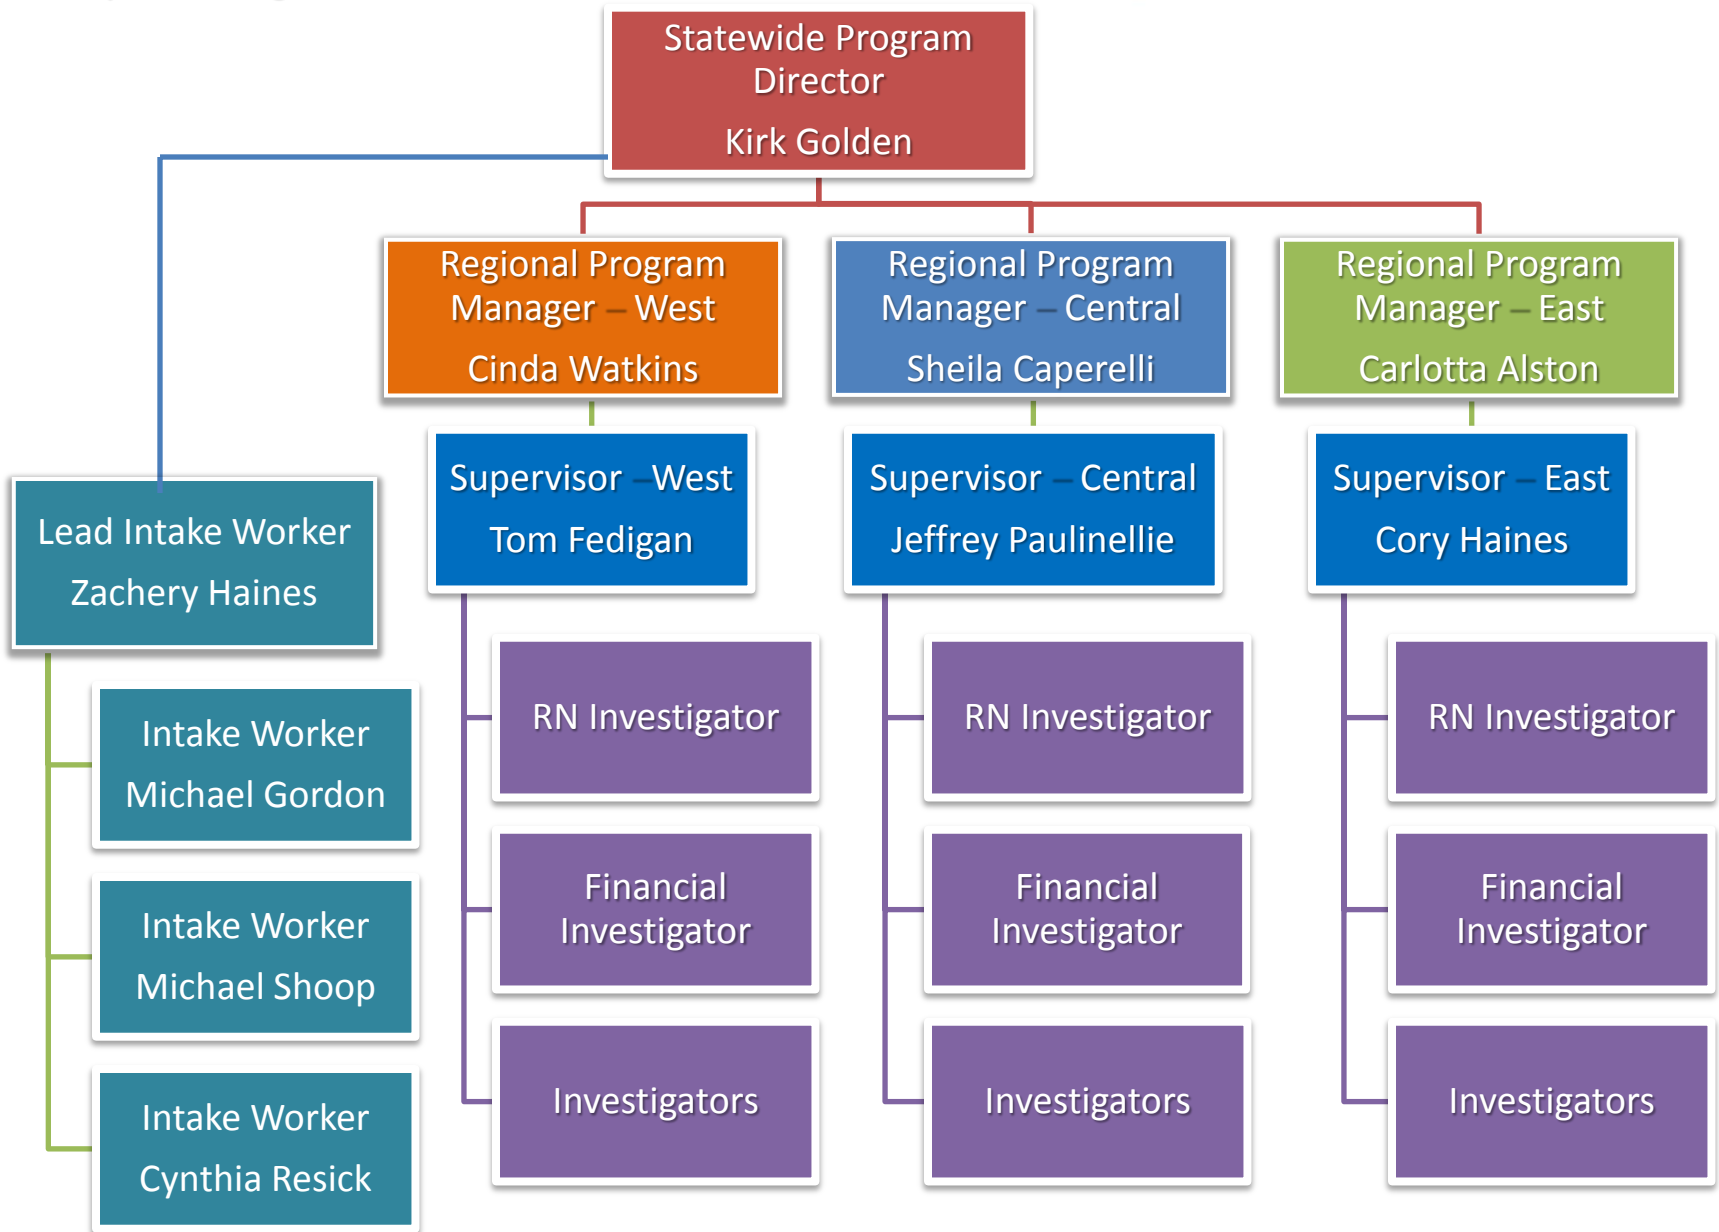 Statewide Program
Director
Kirk Golden
Regional Program
Manager – West
Cinda Watkins
Regional Program
Manager – Central
Sheila Caperelli
Regional Program
Manager – East
Carlotta Alston
Lead Intake Worker
Zachery Haines
Intake Worker
Michael Gordon
Intake Worker
Michael Shoop
Intake Worker
Cynthia Resick
Supervisor –West
Tom Fedigan
RN Investigator
Financial
Investigator
Investigators
Supervisor – Central
Jeffrey Paulinellie
RN Investigator
Financial
Investigator
Investigators
Supervisor – East
Cory Haines
RN Investigator
Financial
Investigator
Investigators